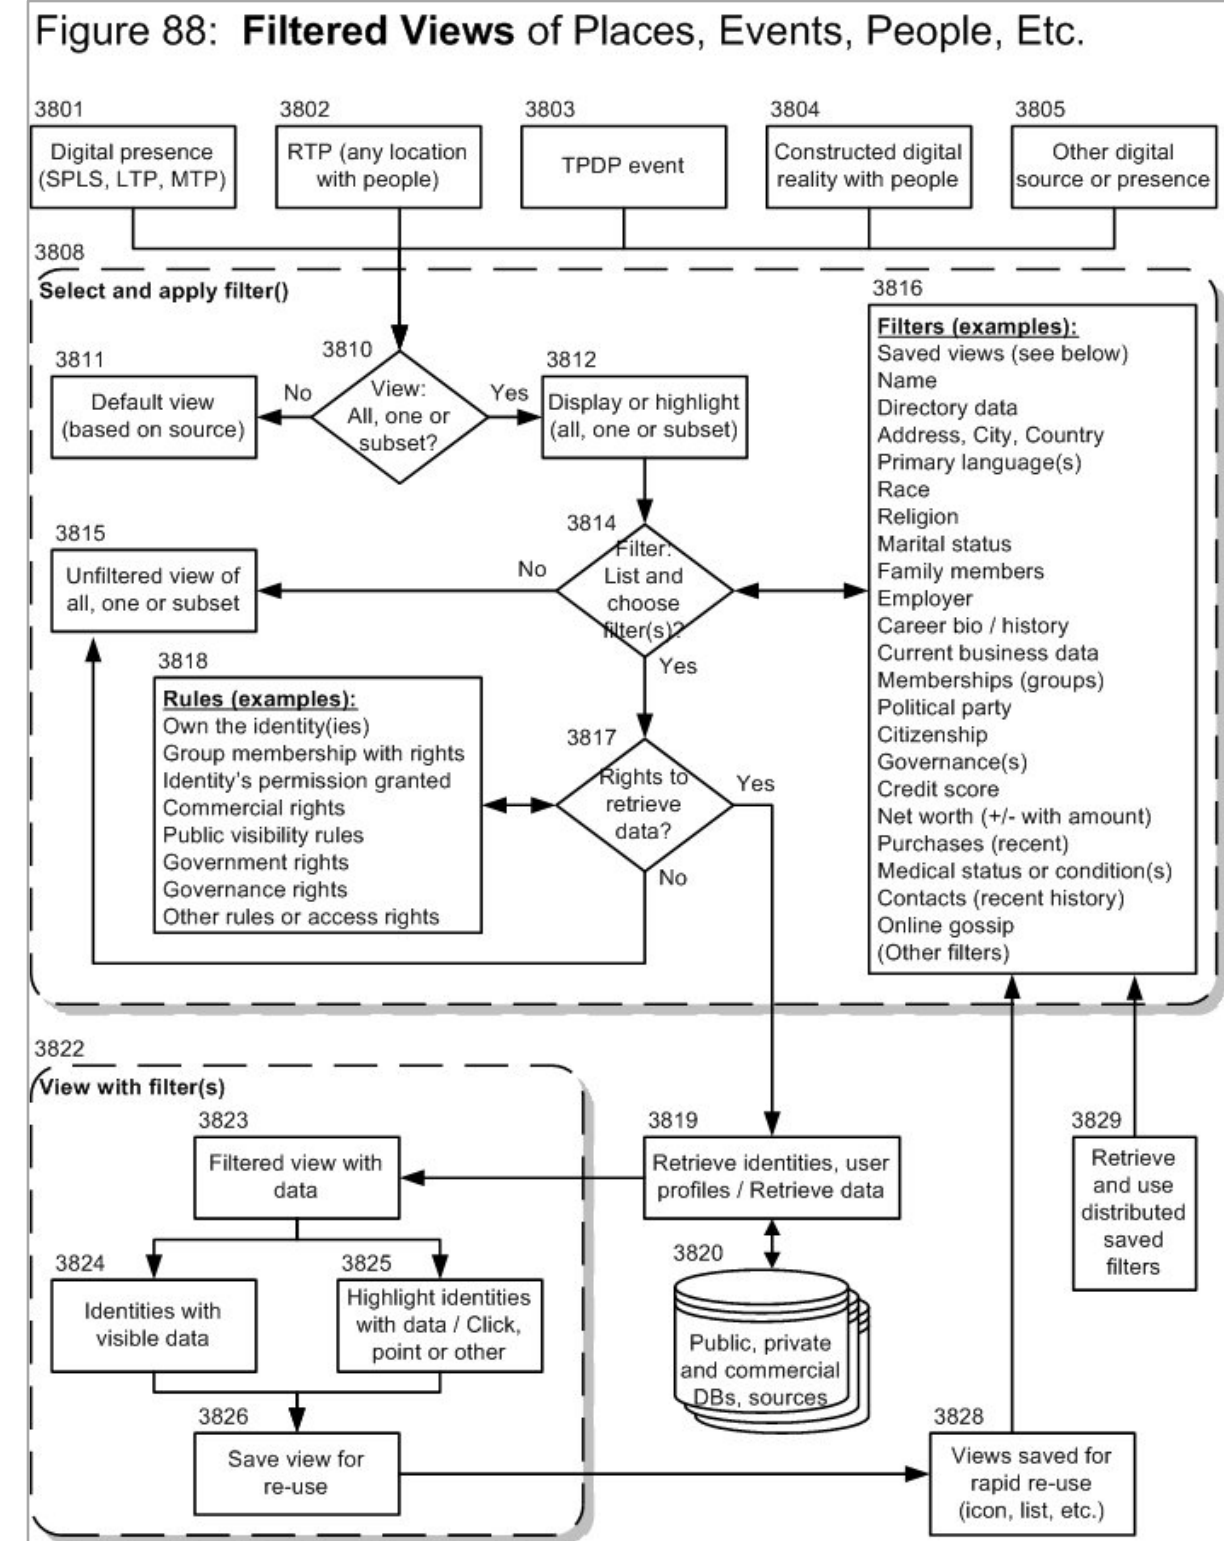 Figure 88: Filtered Views of Places, Events, People, Etc.
3801
Digital presence
(SPLS, LTP, MTP)
3802
RTP (any location
with people)
3803
TPDP event
3804
Constructed digital
reality with people
3805
Other digital
source or presence
3808
Select and apply filter()
3810
View:
All, one or
subset?
No
Yes
3811
Default view
(based on source)
3812
Display or highlight
(all, one or subset)
3814
Filter:
List and
choose
filter(s)?
No
Yes
3815
Unfiltered view of
all, one or subset
3816
Filters (examples):
Saved views (see below)
Name
Directory data
Address, City, Country
Primary language(s)
Race
Religion
Marital status
Family members
Employer
Career bio / history
Current business data
Memberships (groups)
Political party
Citizenship
Governance(s)
Credit score
Net worth (+/- with amount)
Purchases (recent)
Medical status or condition(s)
Contacts (recent history)
Online gossip
(Other filters)
3818
Rules (examples):
Own the identity(ies)
Group membership with rights
Identity's permission granted
Commercial rights
Public visibility rules
Government rights
Governance rights
Other rules or access rights
3817
Rights to
retrieve
data?
Yes
No
3822
View with filter(s)
3823
Filtered view with
data
3819
Retrieve identities, user
profiles / Retrieve data
3829
Retrieve
and use
distributed
saved
filters
3824
Identities with
visible data
3825
Highlight identities
with data / Click,
point or other
3820
Public, private
and commercial
DBs, sources
3826
Save view for
re-use
3828
Views saved for
rapid re-use
(icon, list, etc.)